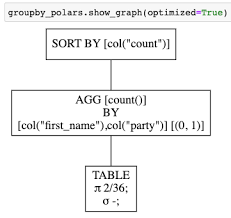 groupby_polars.show_graph(optimized=True)
SORT BY [col("count")]
AGG [count()]
BY
[col("first_name"),col("party")] [(0, 1)]
TABLE
π 2/36;
σ -;